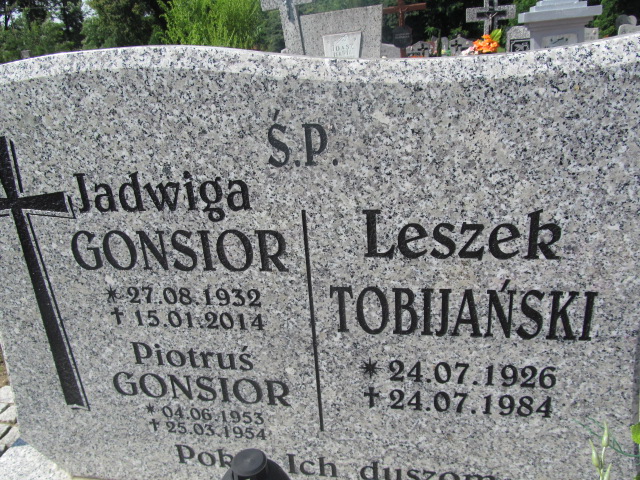 Ś.P.
Jadwiga
GONSIOR
* 27.08.1932
† 15.01.2014
Piotruś
GONSIOR
* 04.06.1953
† 25.03.1954
Leszek
TOBIJAŃSKI
* 24.07.1926
† 24.07.1984
Ich duszom